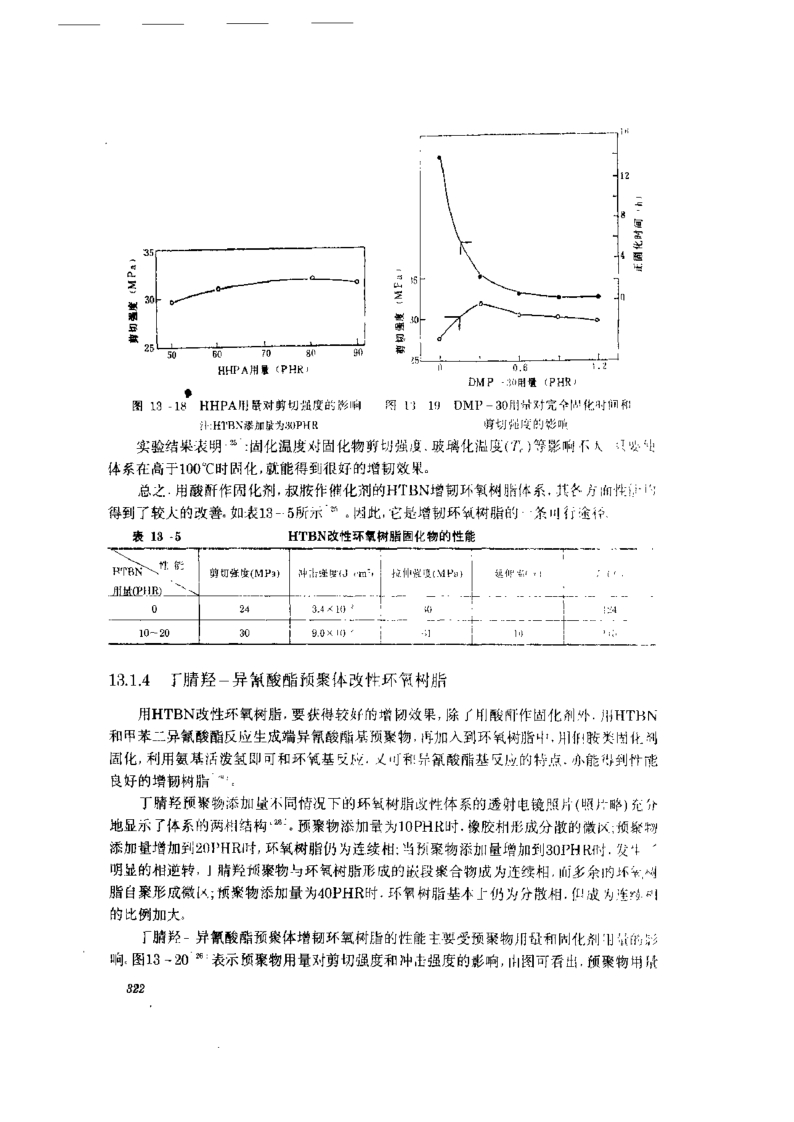 35
30
25
剪切强度 (MPa)
50 60 70 80 90
HHPA用量 (PHR)
图 13-18 HHPA用量对剪切强度的影响
注:HTBN添加量为30PHR
16
12
8
4
0
正固化时间 (h)
35
30
25
剪切强度 (MPa)
0 0.6 1.2
DMP-30用量 (PHR)
图 13 19 DMP-30用量对完全固化时间和
剪切强度的影响
实验结果表明:固化温度对固化物剪切强度、玻璃化温度(Tg)等影响不大
体系在高于100℃时固化,就能得到很好的增韧效果。
总之,用酸酐作固化剂,叔胺作催化剂的HTBN增韧环氧树脂体系,其各方面性能均
得到了较大的改善。如表13-5所示。因此,它是增韧环氧树脂的一条可行途径.
表 13-5 HTBN改性环氧树脂固化物的性能
性能
HTBN
用量(PHR)
剪切强度(MPa) 冲击强度(J/cm²) 拉伸强度(MPa)
0 24 3.4×10 124
10~20 30 9.0×10 10
13.1.4 丁腈羟-异氰酸酯预聚体改性环氧树脂
用HTBN改性环氧树脂,要获得较好的增韧效果,除了用酸酐作固化剂外,用HTBN
和甲苯二异氰酸酯反应生成端异氰酸酯基预聚物,再加入到环氧树脂中,用伯胺类固化剂
固化,利用氨基活泼氢即可和环氧基反应,又可和异氰酸酯基反应的特点,亦能得到性能
良好的增韧树脂。
丁腈羟预聚物添加量不同情况下的环氧树脂改性体系的透射电镜照片(照片略)充分
地显示了体系的两相结构[26]。预聚物添加量为10PHR时,橡胶相形成分散的微区;预聚物
添加量增加到20PHR时,环氧树脂仍为连续相;当预聚物添加量增加到30PHR时,发生了
明显的相逆转,丁腈羟预聚物与环氧树脂形成的嵌段聚合物成为连续相,而多余的环氧树
脂自聚形成微区;预聚物添加量为40PHR时,环氧树脂基本上仍为分散相,但成为连续相
的比例加大。
丁腈羟-异氰酸酯预聚体增韧环氧树脂的性能主要受预聚物用量和固化剂用量的影
响,图13-20[26]表示预聚物用量对剪切强度和冲击强度的影响,由图可看出,预聚物用量
322